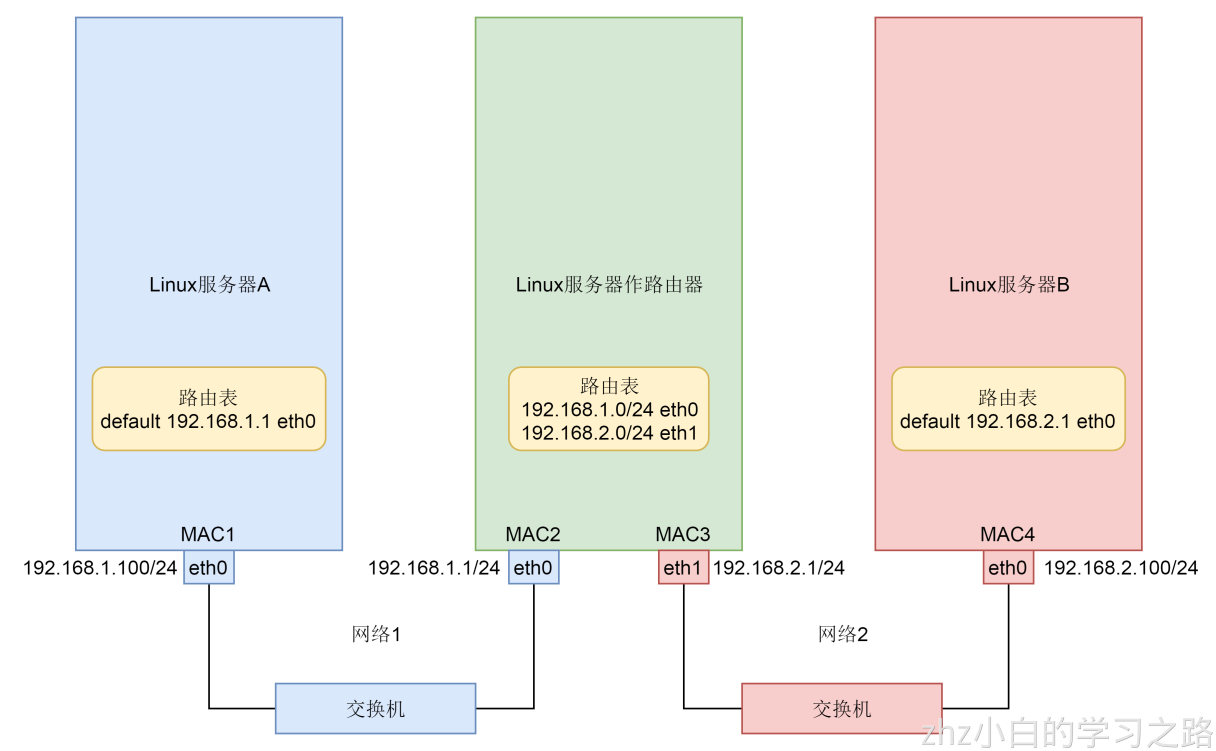 Linux服务器A
Linux服务器作路由器
Linux服务器B
路由表
default 192.168.1.1 eth0
路由表
192.168.1.0/24 eth0
192.168.2.0/24 eth1
路由表
default 192.168.2.1 eth0
MAC1
MAC2
MAC3
MAC4
192.168.1.100/24
eth0
192.168.1.1/24
eth0
eth1
192.168.2.1/24
eth0
192.168.2.100/24
网络1
网络2
交换机
交换机
znz小白的学习之路